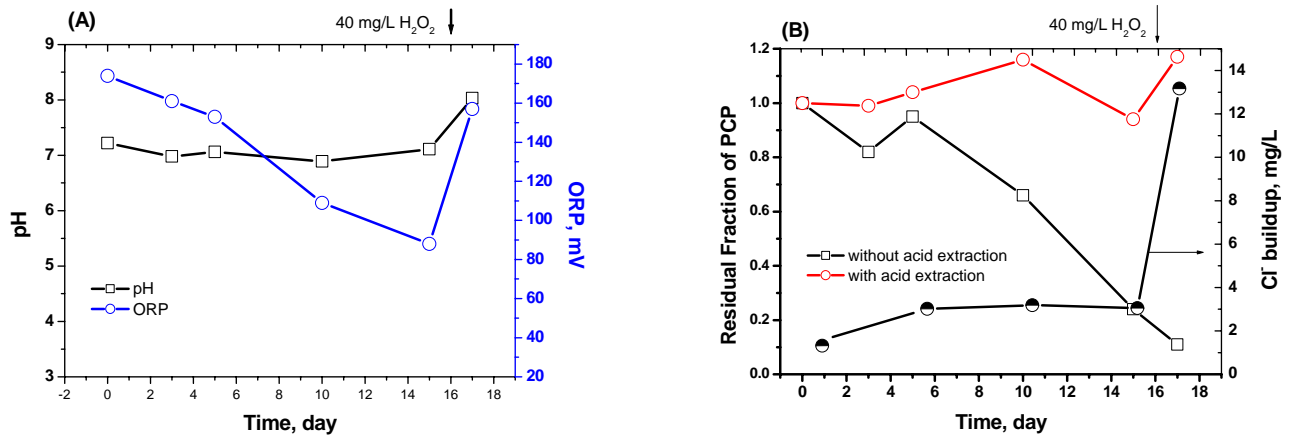 (A)
40 mg/L H₂O₂
9
8
7
6
5
4
3
pH
180
160
140
120
100
80
60
40
20
ORP, mV
pH
ORP
-2 0 2 4 6 8 10 12 14 16 18
Time, day
(B)
40 mg/L H₂O₂
1.2
1.0
0.8
0.6
0.4
0.2
0.0
Residual Fraction of PCP
14
12
10
8
6
4
2
0
Cl⁻ buildup, mg/L
without acid extraction
with acid extraction
0 2 4 6 8 10 12 14 16 18
Time, day